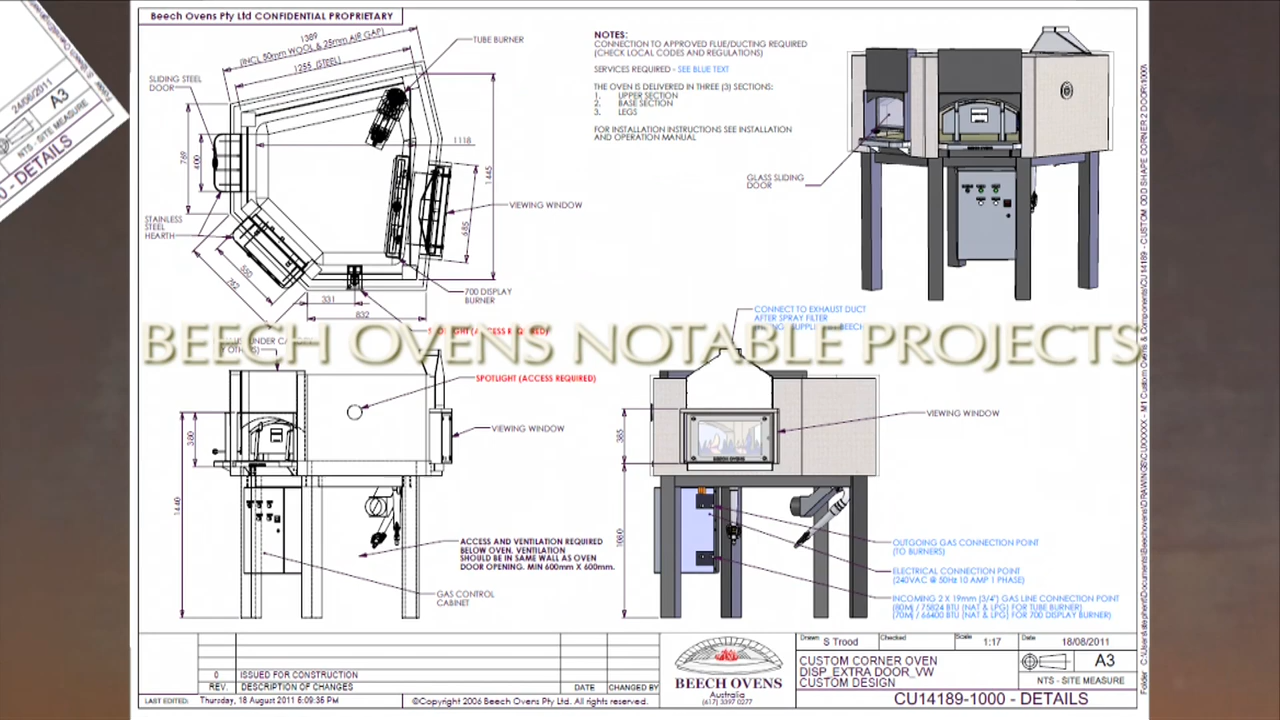 Beech Ovens Pty Ltd CONFIDENTIAL PROPRIETARY
1389
(INCL 50mm WOOL & 25mm AIR GAP)
1255 (STEEL)
TUBE BURNER
SLIDING STEEL
DOOR
769
400
1118
1445
685
VIEWING WINDOW
STAINLESS
STEEL
HEARTH
550
762
331
832
700 DISPLAY
BURNER
NOTES:
CONNECTION TO APPROVED FLUE/DUCTING REQUIRED
(CHECK LOCAL CODES AND REGULATIONS)
SERVICES REQUIRED - SEE BLUE TEXT
THE OVEN IS DELIVERED IN THREE (3) SECTIONS:
1. UPPER SECTION
2. BASE SECTION
3. LEGS
FOR INSTALLATION INSTRUCTIONS SEE INSTALLATION
AND OPERATION MANUAL
GLASS SLIDING
DOOR
24/08/2011
A3
NTS - SITE MEASURE
0 - DETAILS
SPOTLIGHT (ACCESS REQUIRED)
CONNECT TO EXHAUST DUCT
AFTER SPRAY FILTER
BEECH OVENS NOTABLE PROJECTS
SPOTLIGHT (ACCESS REQUIRED)
VIEWING WINDOW
380
1440
ACCESS AND VENTILATION REQUIRED
BELOW OVEN. VENTILATION
SHOULD BE IN SAME WALL AS OVEN
DOOR OPENING. MIN 600mm X 600mm.
GAS CONTROL
CABINET
VIEWING WINDOW
385
1060
BEECH OVENS
OUTGOING GAS CONNECTION POINT
(TO BURNERS)
ELECTRICAL CONNECTION POINT
(240VAC @ 50Hz 10 AMP 1 PHASE)
INCOMING 2 X 19mm (3/4") GAS LINE CONNECTION POINT
(80Mj / 75824 BTU (NAT & LPG) FOR TUBE BURNER)
(70Mj / 66400 BTU (NAT & LPG) FOR 700 DISPLAY BURNER)
0 ISSUED FOR CONSTRUCTION
REV. DESCRIPTION OF CHANGES DATE CHANGED BY
LAST EDITED: Thursday, 18 August 2011 5:09:35 PM
©Copyright 2006 Beech Ovens Pty Ltd. All rights reserved.
BEECH OVENS
Australia
(617) 3397 0277
Drawn S Trood Checked Scale 1:17 Date 18/08/2011
CUSTOM CORNER OVEN
DISP_EXTRA DOOR_VW
CUSTOM DESIGN
A3
NTS - SITE MEASURE
CU14189-1000 - DETAILS